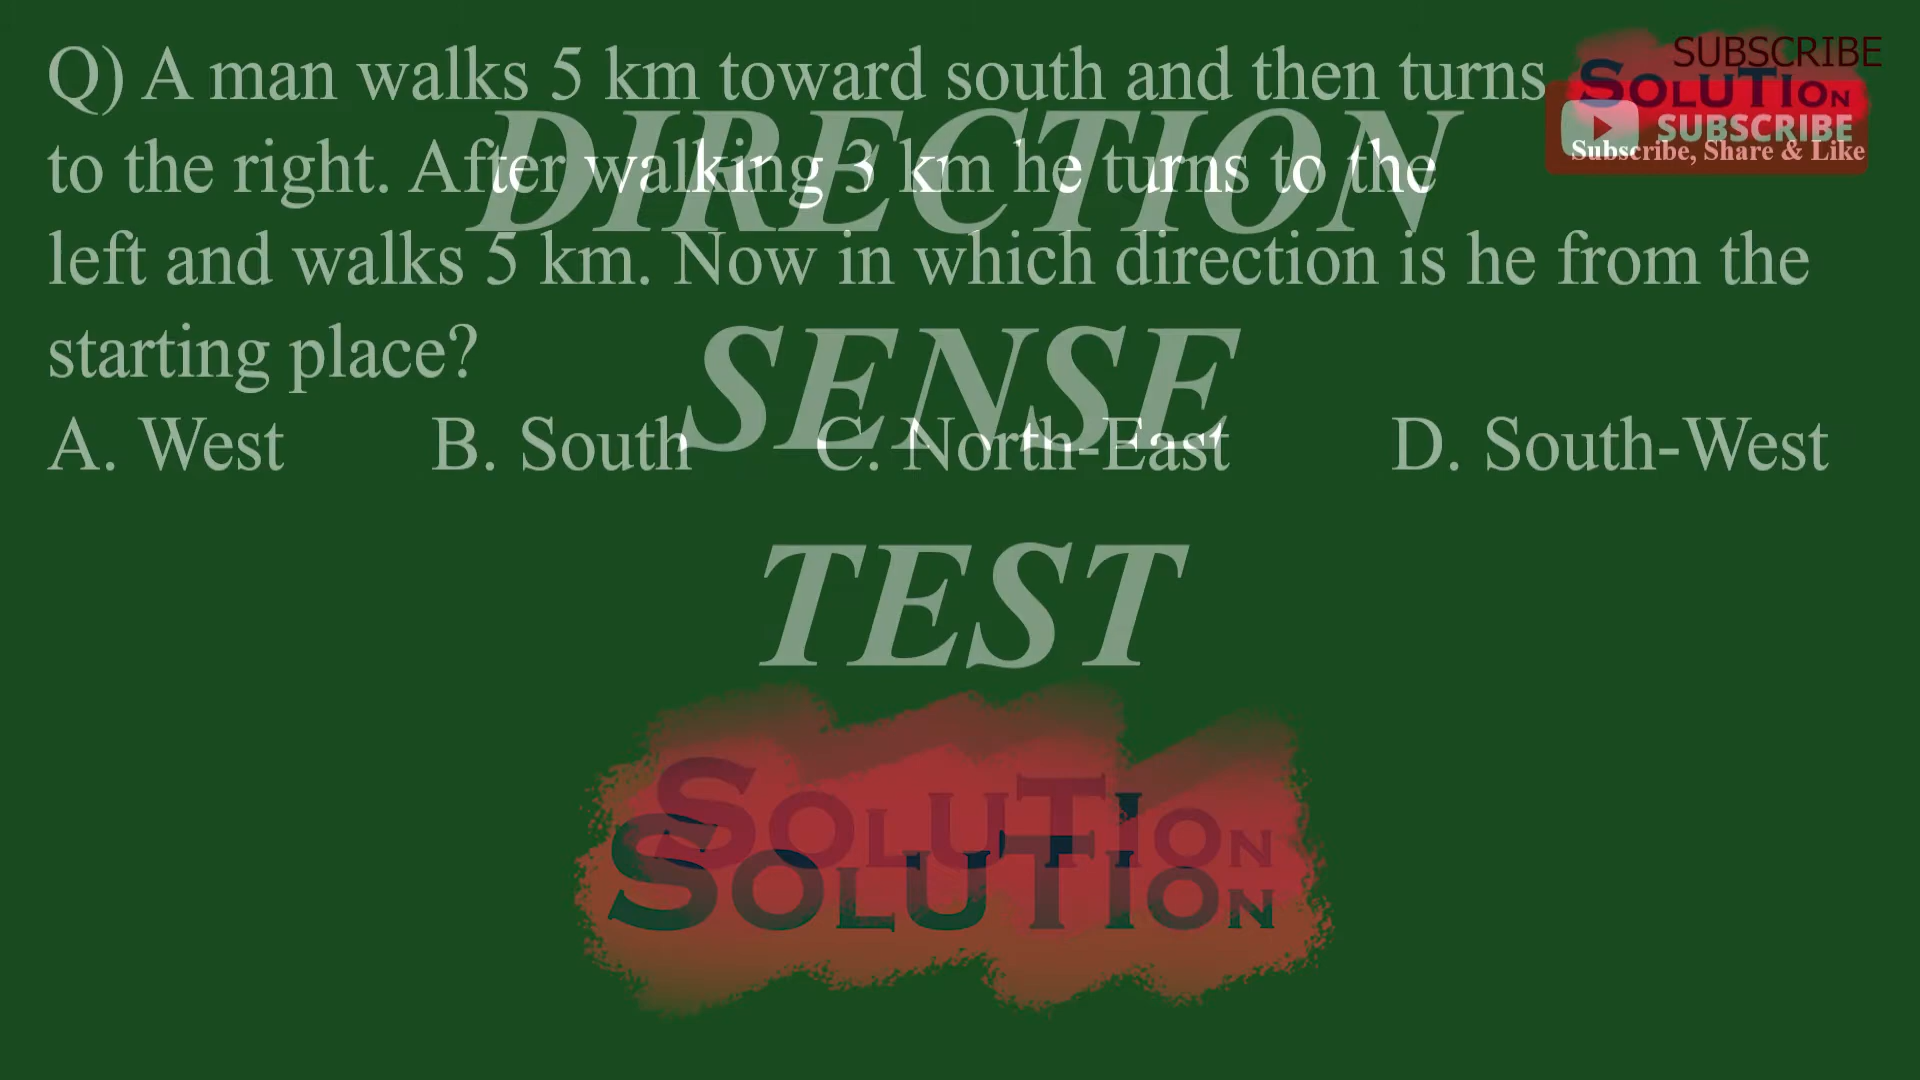 Q) A man walks 5 km toward south and then turns
to the right. After walking 3 km he turns to the
left and walks 5 km. Now in which direction is he from the
starting place?
A. West B. South C. North-East D. South-West
DIRECTION
SENSE
TEST
SOLUTION
SOLUTION
SUBSCRIBE
SOLUTION
SUBSCRIBE
Subscribe, Share & Like